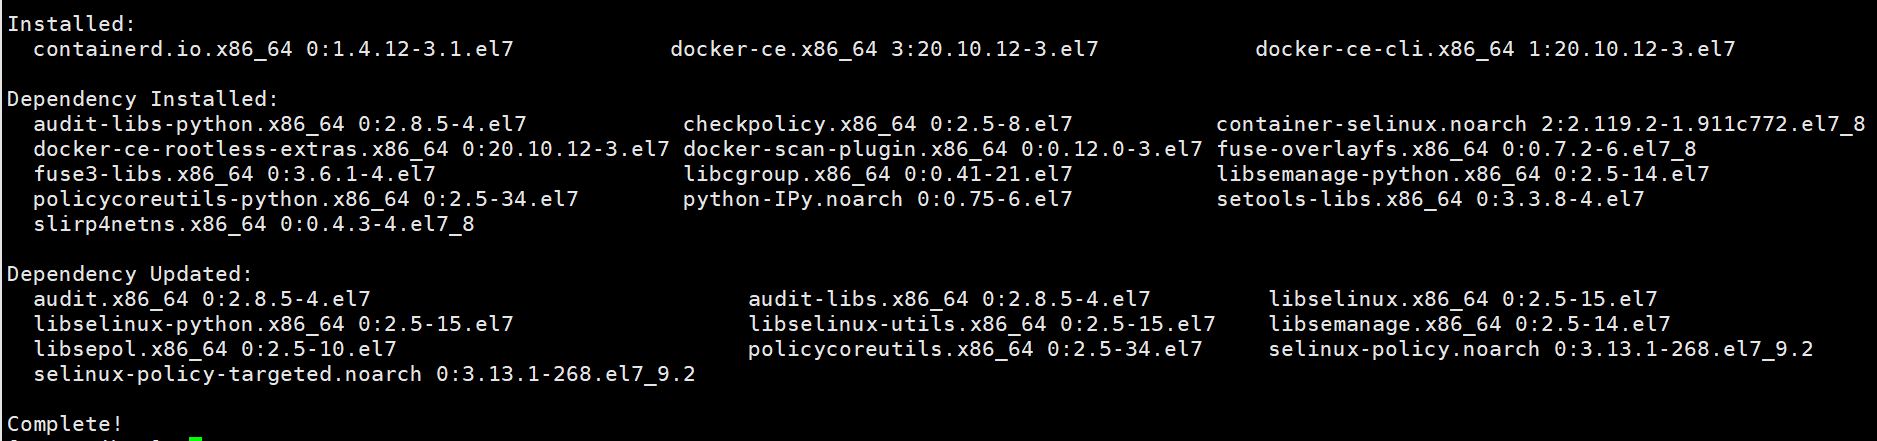 Installed:
containerd.io.x86_64 0:1.4.12-3.1.el7 docker-ce.x86_64 3:20.10.12-3.el7 docker-ce-cli.x86_64 1:20.10.12-3.el7
Dependency Installed:
audit-libs-python.x86_64 0:2.8.5-4.el7 checkpolicy.x86_64 0:2.5-8.el7 container-selinux.noarch 2:2.119.2-1.911c772.el7_8
docker-ce-rootless-extras.x86_64 0:20.10.12-3.el7 docker-scan-plugin.x86_64 0:0.12.0-3.el7 fuse-overlayfs.x86_64 0:0.7.2-6.el7_8
fuse3-libs.x86_64 0:3.6.1-4.el7 libcgroup.x86_64 0:0.41-21.el7 libsemanage-python.x86_64 0:2.5-14.el7
policycoreutils-python.x86_64 0:2.5-34.el7 python-IPy.noarch 0:0.75-6.el7 setools-libs.x86_64 0:3.3.8-4.el7
slirp4netns.x86_64 0:0.4.3-4.el7_8
Dependency Updated:
audit.x86_64 0:2.8.5-4.el7 audit-libs.x86_64 0:2.8.5-4.el7 libselinux.x86_64 0:2.5-15.el7
libselinux-python.x86_64 0:2.5-15.el7 libselinux-utils.x86_64 0:2.5-15.el7 libsemanage.x86_64 0:2.5-14.el7
libsepol.x86_64 0:2.5-10.el7 policycoreutils.x86_64 0:2.5-34.el7 selinux-policy.noarch 0:3.13.1-268.el7_9.2
selinux-policy-targeted.noarch 0:3.13.1-268.el7_9.2
Complete!